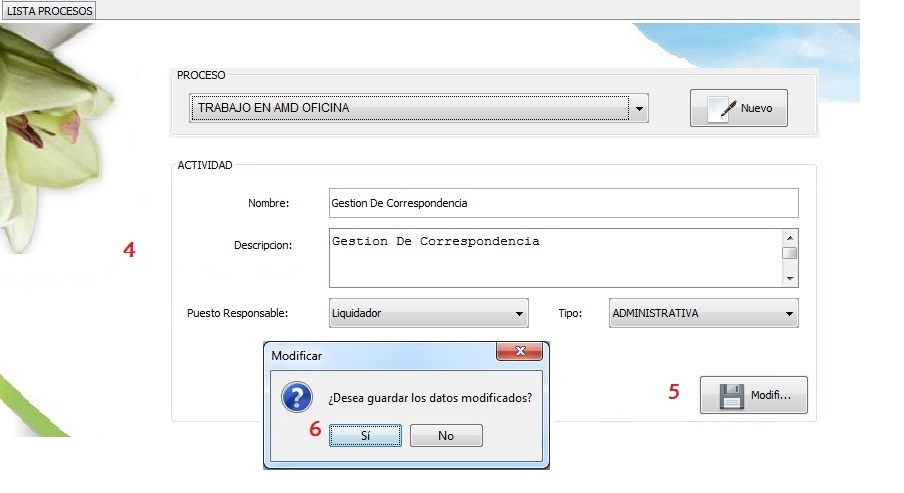 LISTA PROCESOS
PROCESO
TRABAJO EN AMD OFICINA
Nuevo
ACTIVIDAD
Nombre: Gestion De Correspondencia
4 Descripcion: Gestion De Correspondencia
Puesto Responsable: Liquidador Tipo: ADMINISTRATIVA
Modificar
¿Desea guardar los datos modificados?
5 Modifi...
6 Sí No